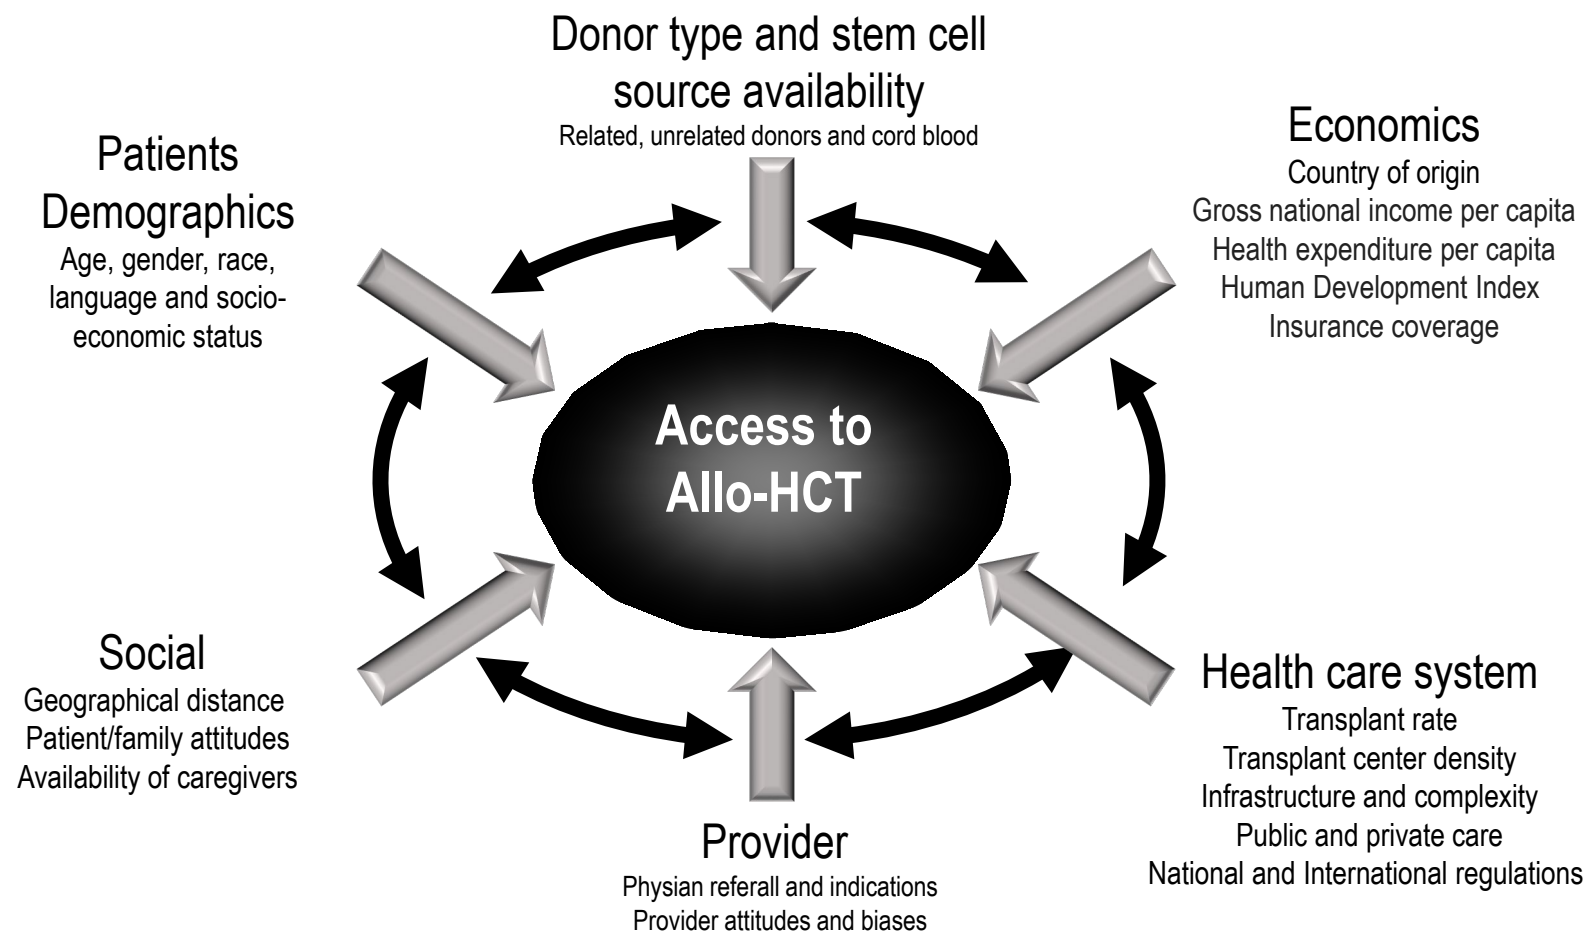 Donor type and stem cell
source availability
Related, unrelated donors and cord blood
Patients
Demographics
Age, gender, race,
language and socio-
economic status
Economics
Country of origin
Gross national income per capita
Health expenditure per capita
Human Development Index
Insurance coverage
Access to
Allo-HCT
Social
Geographical distance
Patient/family attitudes
Availability of caregivers
Health care system
Transplant rate
Transplant center density
Infrastructure and complexity
Public and private care
National and International regulations
Provider
Physian referall and indications
Provider attitudes and biases